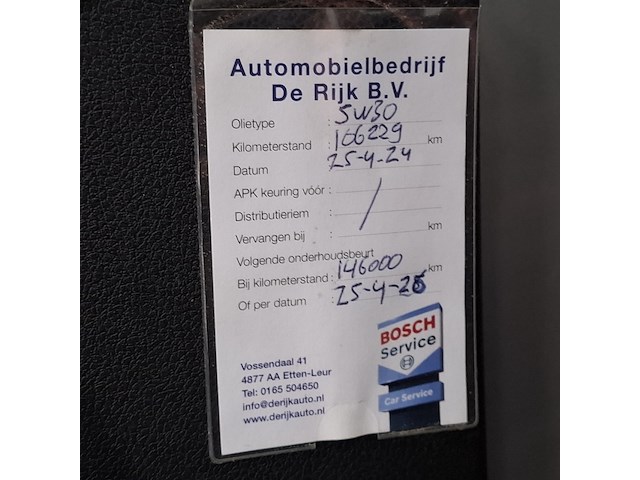 Automobielbedrijf
De Rijk B.V.
Olietype : 5W30
Kilometerstand : 106229 km
Datum : 25-4-24
APK keuring vóór :
Distributieriem : /
Vervangen bij : km
Volgende onderhoudsbeurt
Bij kilometerstand : 146000 km
Of per datum : 25-4-26
BOSCH
Service
Car Service
Vossendaal 41
4877 AA Etten-Leur
Tel: 0165 504650
info@derijkauto.nl
www.derijkauto.nl